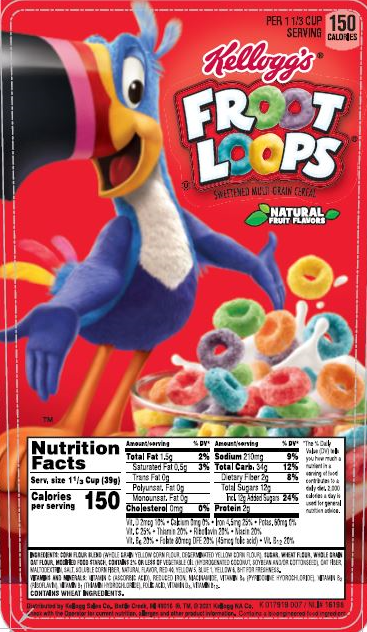 PER 1 1/3 CUP
SERVING
150
CALORIES
Kellogg's®
FROOT
LOOPS®
SWEETENED MULTI-GRAIN CEREAL
NATURAL
FRUIT FLAVORS
TM
Nutrition
Facts
Serv. size 1 1/3 Cup (39g)
Calories
per serving 150
Amount/serving % DV*
Total Fat 1.5g 2%
Saturated Fat 0.5g 3%
Trans Fat 0g
Polyunsat. Fat 0g
Monounsat. Fat 0g
Cholesterol 0mg 0%
Amount/serving % DV*
Sodium 210mg 9%
Total Carb. 34g 12%
Dietary Fiber 2g 8%
Total Sugars 12g
Incl. 12g Added Sugars 24%
Protein 2g
Vit. D 2mcg 10% • Calcium 0mg 0% • Iron 4.5mg 25% • Potas. 60mg 0%
Vit. C 25% • Thiamin 20% • Riboflavin 20% • Niacin 20%
Vit. B6 20% • Folate 80mcg DFE 20% (45mcg folic acid) • Vit. B12 20%
*The % Daily
Value (DV) tells
you how much a
nutrient in a
serving of food
contributes to a
daily diet. 2,000
calories a day is
used for general
nutrition advice.
INGREDIENTS: CORN FLOUR BLEND (WHOLE GRAIN YELLOW CORN FLOUR, DEGERMINATED YELLOW CORN FLOUR), SUGAR, WHEAT FLOUR, WHOLE GRAIN
OAT FLOUR, MODIFIED FOOD STARCH, CONTAINS 2% OR LESS OF VEGETABLE OIL (HYDROGENATED COCONUT, SOYBEAN AND/OR COTTONSEED), OAT FIBER,
MALTODEXTRIN, SALT, SOLUBLE CORN FIBER, NATURAL FLAVOR, RED 40, YELLOW 5, BLUE 1, YELLOW 6, BHT FOR FRESHNESS.
VITAMINS AND MINERALS: VITAMIN C (ASCORBIC ACID), REDUCED IRON, NIACINAMIDE, VITAMIN B6 (PYRIDOXINE HYDROCHLORIDE), VITAMIN B2
(RIBOFLAVIN), VITAMIN B1 (THIAMIN HYDROCHLORIDE), FOLIC ACID, VITAMIN D3, VITAMIN B12.
CONTAINS WHEAT INGREDIENTS.
Distributed by Kellogg Sales Co., Battle Creek, MI 49016 ®, TM, © 2021 Kellogg NA Co.
with the Operator for current nutrition, allergen and other product information. Contains a bioengineered food ingredient